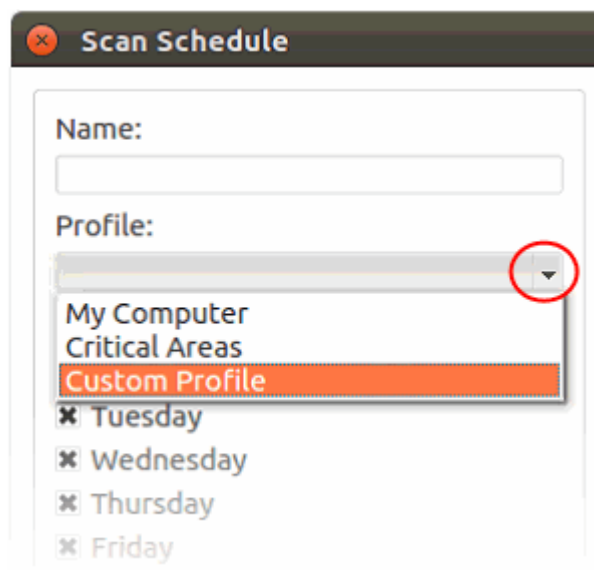 Scan Schedule
Name:
Profile:
My Computer
Critical Areas
Custom Profile
Tuesday
Wednesday
Thursday
Friday